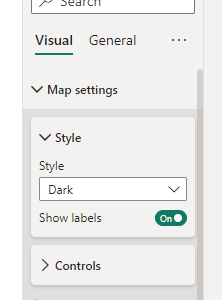 Search
Visual General ...
Map settings
Style
Style
Dark
Show labels On
Controls